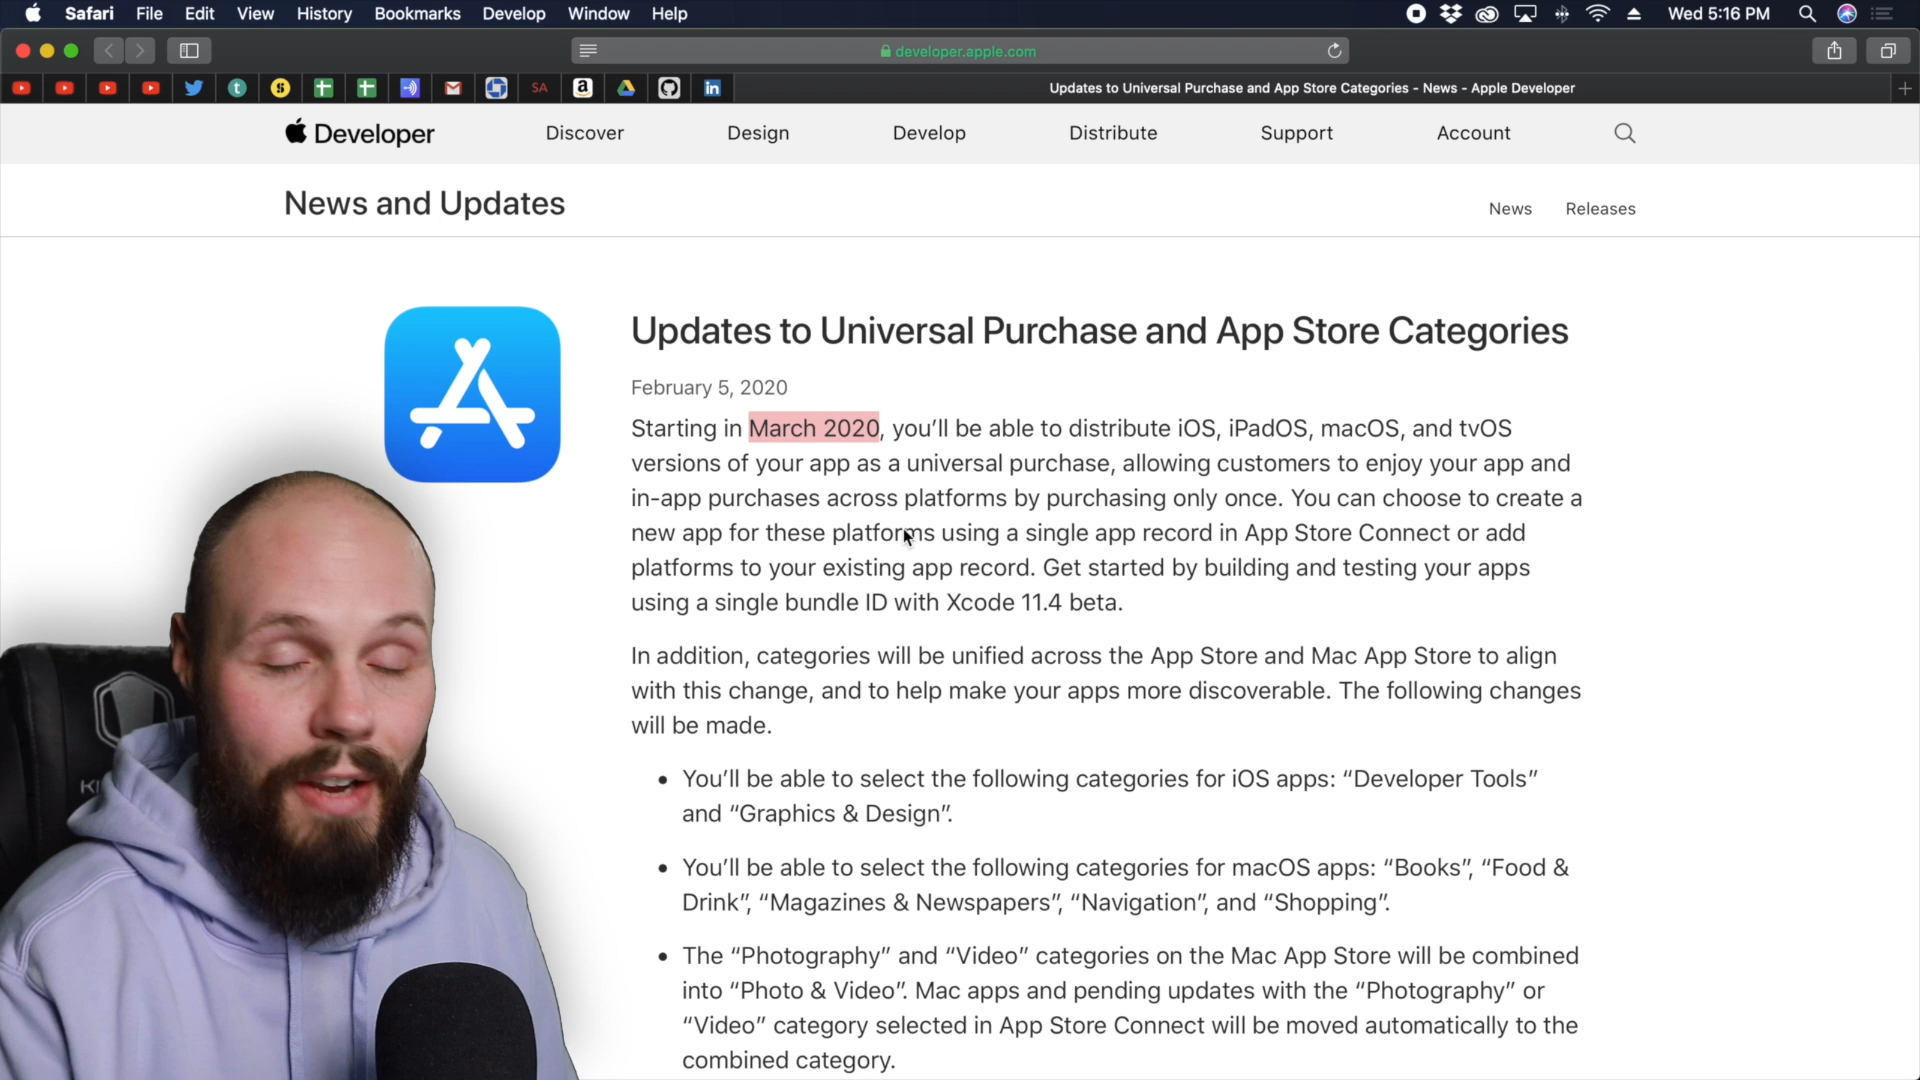 Safari File Edit View History Bookmarks Develop Window Help Wed 5:16 PM
developer.apple.com
SA Updates to Universal Purchase and App Store Categories - News - Apple Developer
Developer Discover Design Develop Distribute Support Account
News and Updates News Releases
Updates to Universal Purchase and App Store Categories
February 5, 2020
Starting in March 2020, you’ll be able to distribute iOS, iPadOS, macOS, and tvOS
versions of your app as a universal purchase, allowing customers to enjoy your app and
in-app purchases across platforms by purchasing only once. You can choose to create a
new app for these platforms using a single app record in App Store Connect or add
platforms to your existing app record. Get started by building and testing your apps
using a single bundle ID with Xcode 11.4 beta.
In addition, categories will be unified across the App Store and Mac App Store to align
with this change, and to help make your apps more discoverable. The following changes
will be made.
• You’ll be able to select the following categories for iOS apps: “Developer Tools”
and “Graphics & Design”.
• You’ll be able to select the following categories for macOS apps: “Books”, “Food &
Drink”, “Magazines & Newspapers”, “Navigation”, and “Shopping”.
• The “Photography” and “Video” categories on the Mac App Store will be combined
into “Photo & Video”. Mac apps and pending updates with the “Photography” or
“Video” category selected in App Store Connect will be moved automatically to the
combined category.